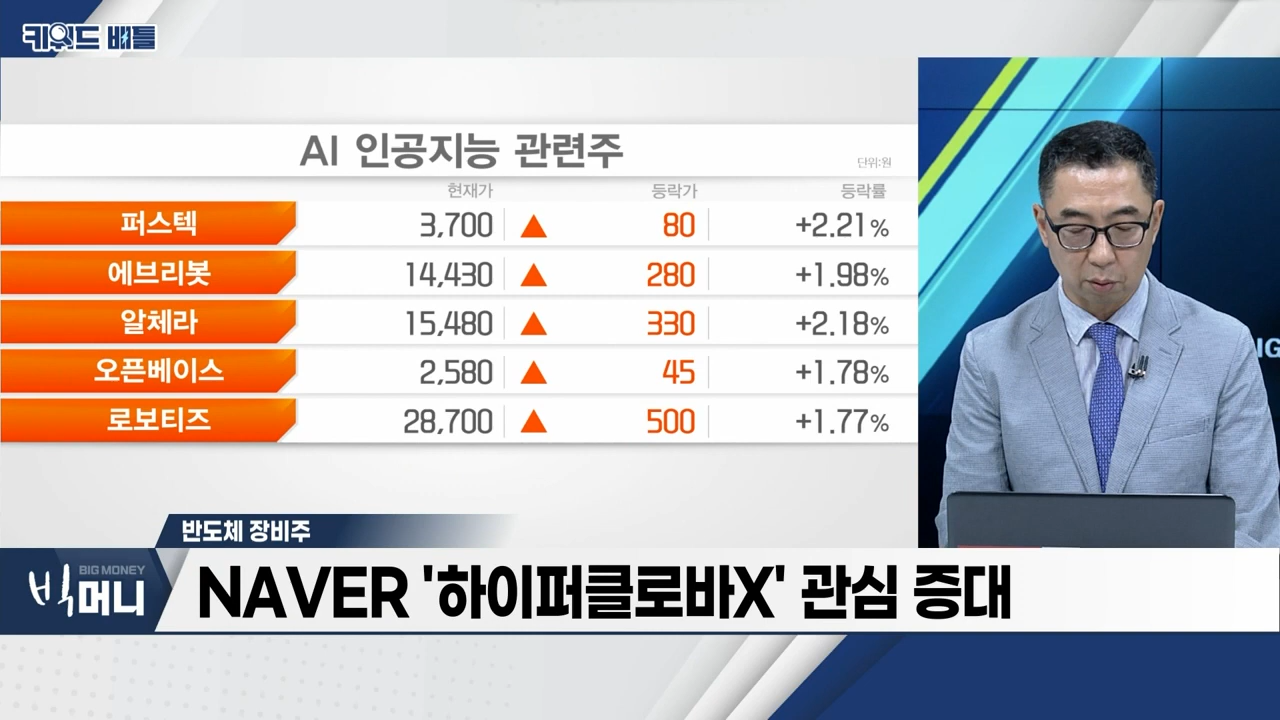 키워드 배틀
AI 인공지능 관련주
단위:원
현재가 등락가 등락률
퍼스텍 3,700 ▲ 80 +2.21%
에브리봇 14,430 ▲ 280 +1.98%
알체라 15,480 ▲ 330 +2.18%
오픈베이스 2,580 ▲ 45 +1.78%
로보티즈 28,700 ▲ 500 +1.77%
IG
반도체 장비주
BIG MONEY
빅머니
NAVER '하이퍼클로바X' 관심 증대